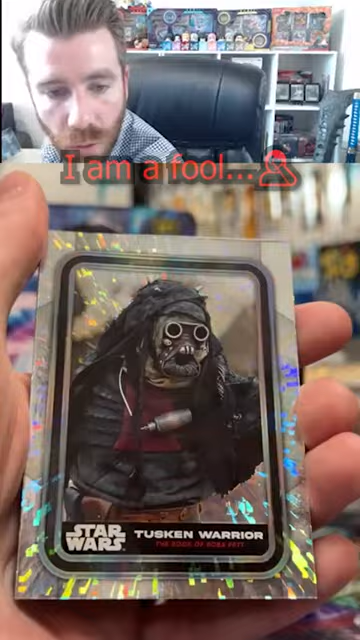 I am a fool...
STAR WARS
TUSKEN WARRIOR
THE BOOK OF BOBA FETT